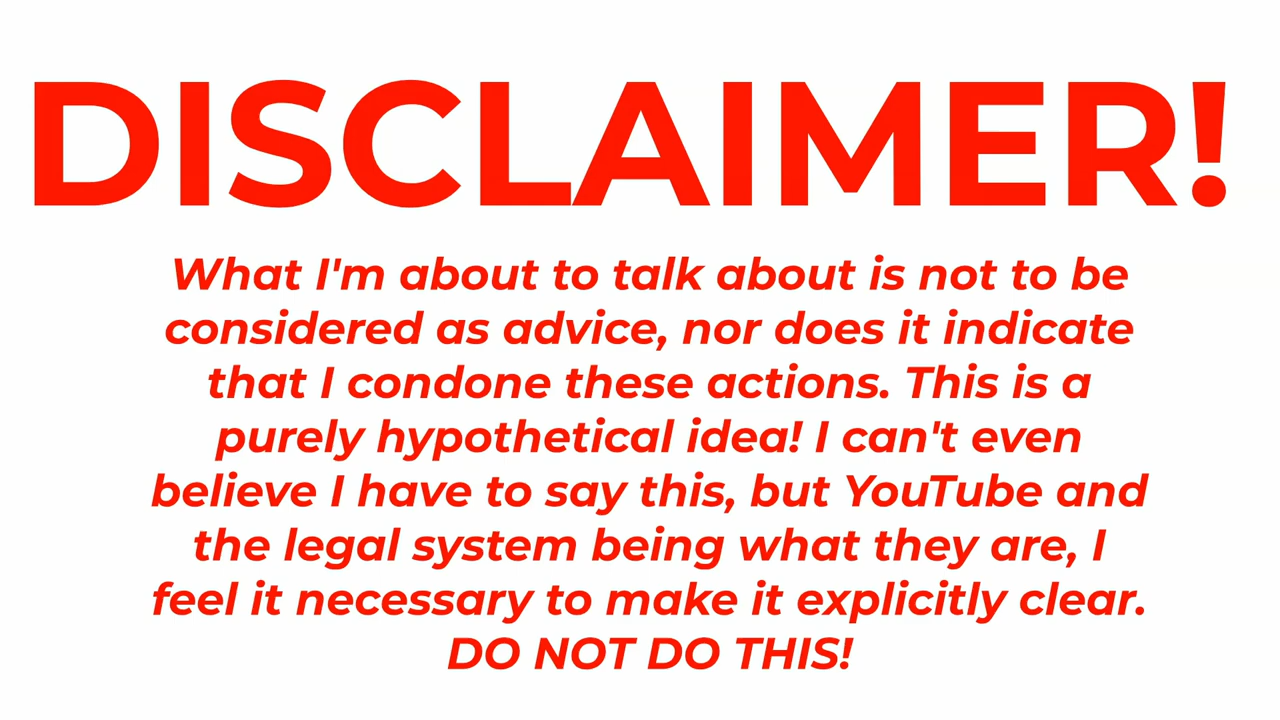 DISCLAIMER!
What I'm about to talk about is not to be
considered as advice, nor does it indicate
that I condone these actions. This is a
purely hypothetical idea! I can't even
believe I have to say this, but YouTube and
the legal system being what they are, I
feel it necessary to make it explicitly clear.
DO NOT DO THIS!